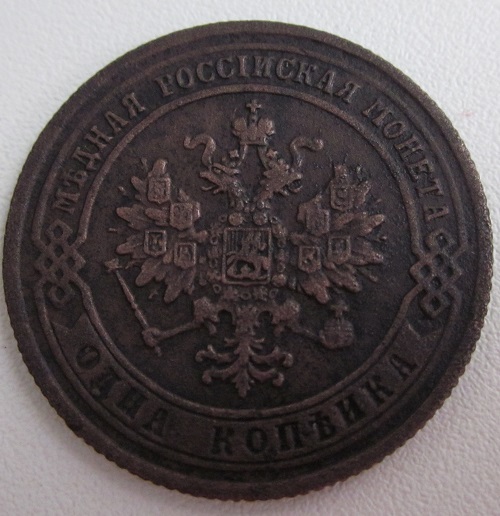 МѢДНАЯ РОССІЙСКАЯ МОНЕТА
ОДНА КОПѢЙКА